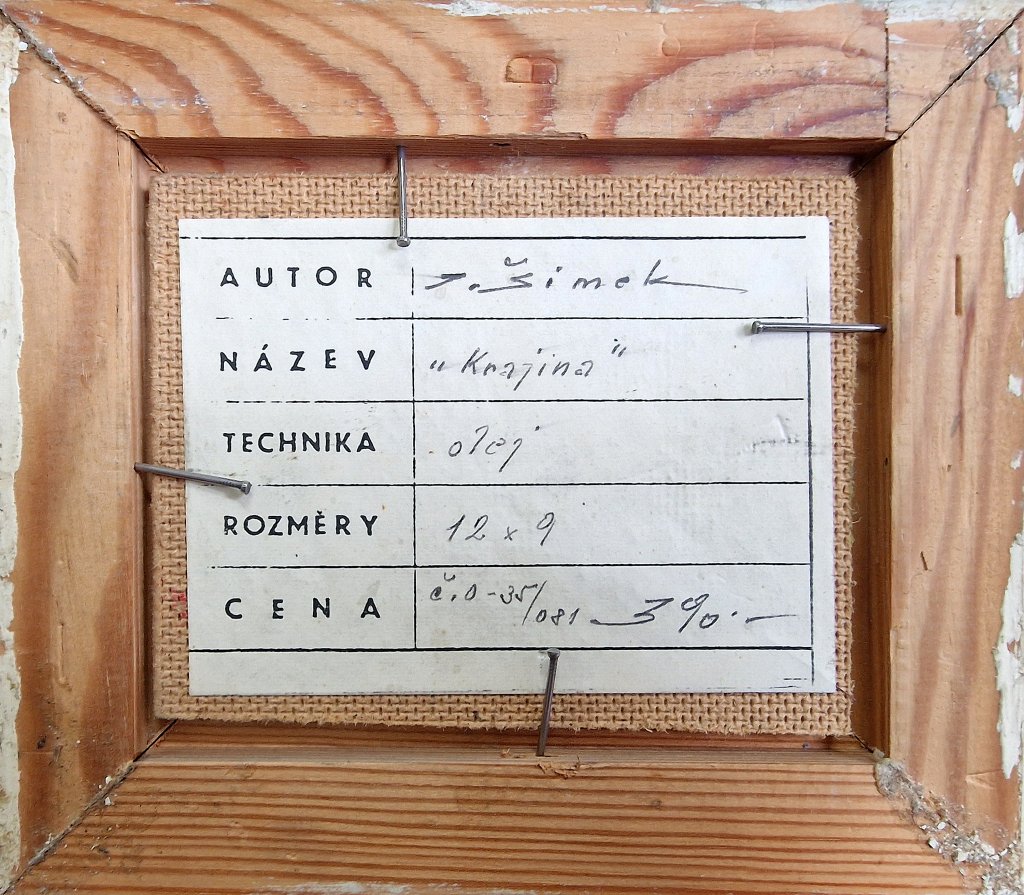 AUTOR J. Šimek
NÁZEV „Krajina“
TECHNIKA olej
ROZMĚRY 12 x 9
CENA č.0-35/081 390.-